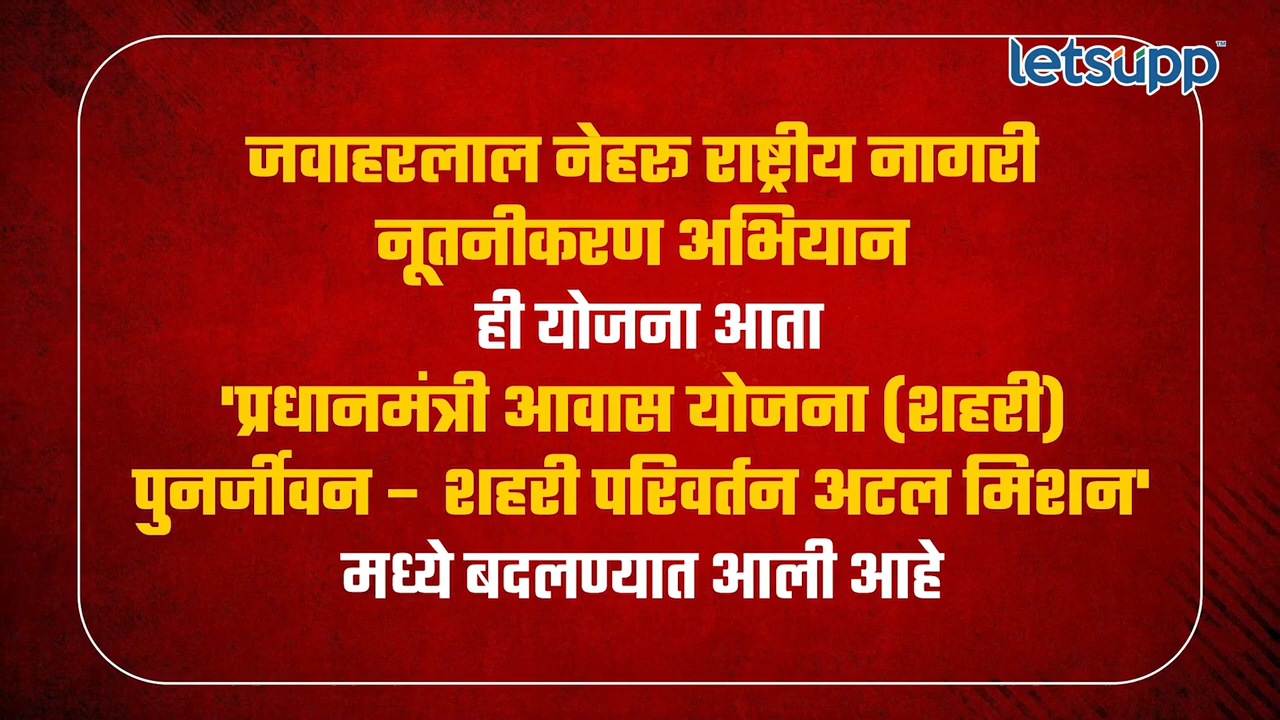 letsupp™
जवाहरलाल नेहरू राष्ट्रीय नागरी
नूतनीकरण अभियान
ही योजना आता
'प्रधानमंत्री आवास योजना (शहरी)
पुनर्जीवन – शहरी परिवर्तन अटल मिशन'
मध्ये बदलण्यात आली आहे